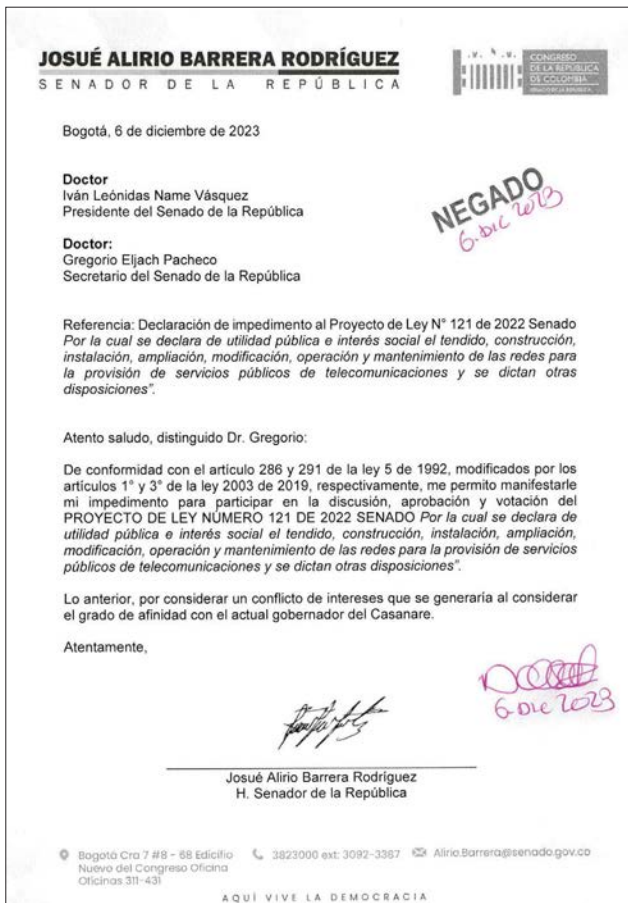 JOSUÉ ALIRIO BARRERA RODRÍGUEZ
SENADOR DE LA REPÚBLICA
CONGRESO
DE LA REPÚBLICA
DE COLOMBIA
Bogotá, 6 de diciembre de 2023
Doctor
Iván Leónidas Name Vásquez
Presidente del Senado de la República
NEGADO
6. DIC 2023
Doctor:
Gregorio Eljach Pacheco
Secretario del Senado de la República
Referencia: Declaración de impedimento al Proyecto de Ley N° 121 de 2022 Senado
Por la cual se declara de utilidad pública e interés social el tendido, construcción,
instalación, ampliación, modificación, operación y mantenimiento de las redes para
la provisión de servicios públicos de telecomunicaciones y se dictan otras
disposiciones”.
Atento saludo, distinguido Dr. Gregorio:
De conformidad con el artículo 286 y 291 de la ley 5 de 1992, modificados por los
artículos 1° y 3° de la ley 2003 de 2019, respectivamente, me permito manifestarle
mi impedimento para participar en la discusión, aprobación y votación del
PROYECTO DE LEY NÚMERO 121 DE 2022 SENADO Por la cual se declara de
utilidad pública e interés social el tendido, construcción, instalación, ampliación,
modificación, operación y mantenimiento de las redes para la provisión de servicios
públicos de telecomunicaciones y se dictan otras disposiciones”.
Lo anterior, por considerar un conflicto de intereses que se generaría al considerar
el grado de afinidad con el actual gobernador del Casanare.
Atentamente,
6-DIC 2023
Josué Alirio Barrera Rodríguez
H. Senador de la República
Bogotá Cra 7 #8 - 68 Edificio
Nuevo del Congreso Oficina
Oficinas 311-431
3823000 ext: 3092-3387
Alirio.Barrera@senado.gov.co
AQUÍ VIVE LA DEMOCRACIA